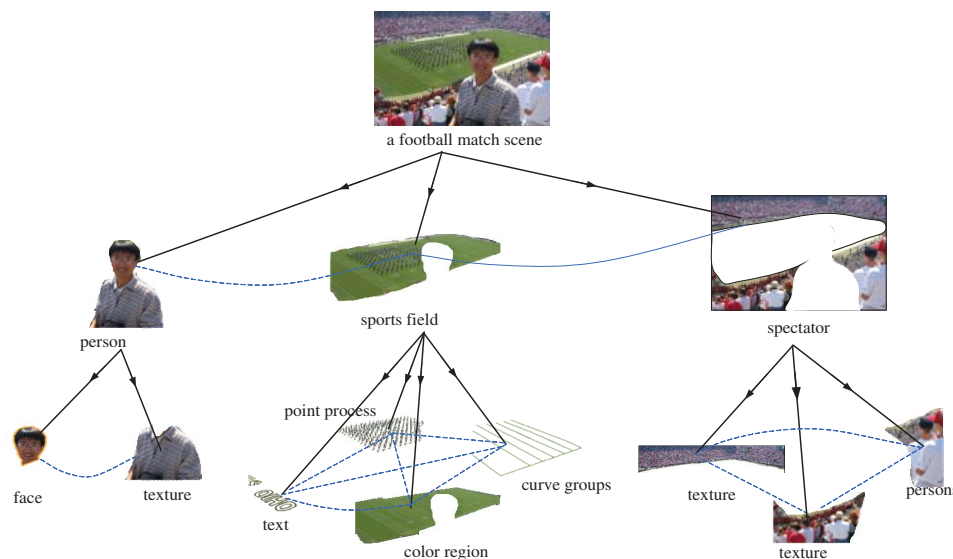 a football match scene
sports field
spectator
person
point process
face
texture
text
curve groups
color region
texture
persons
texture
OHIO